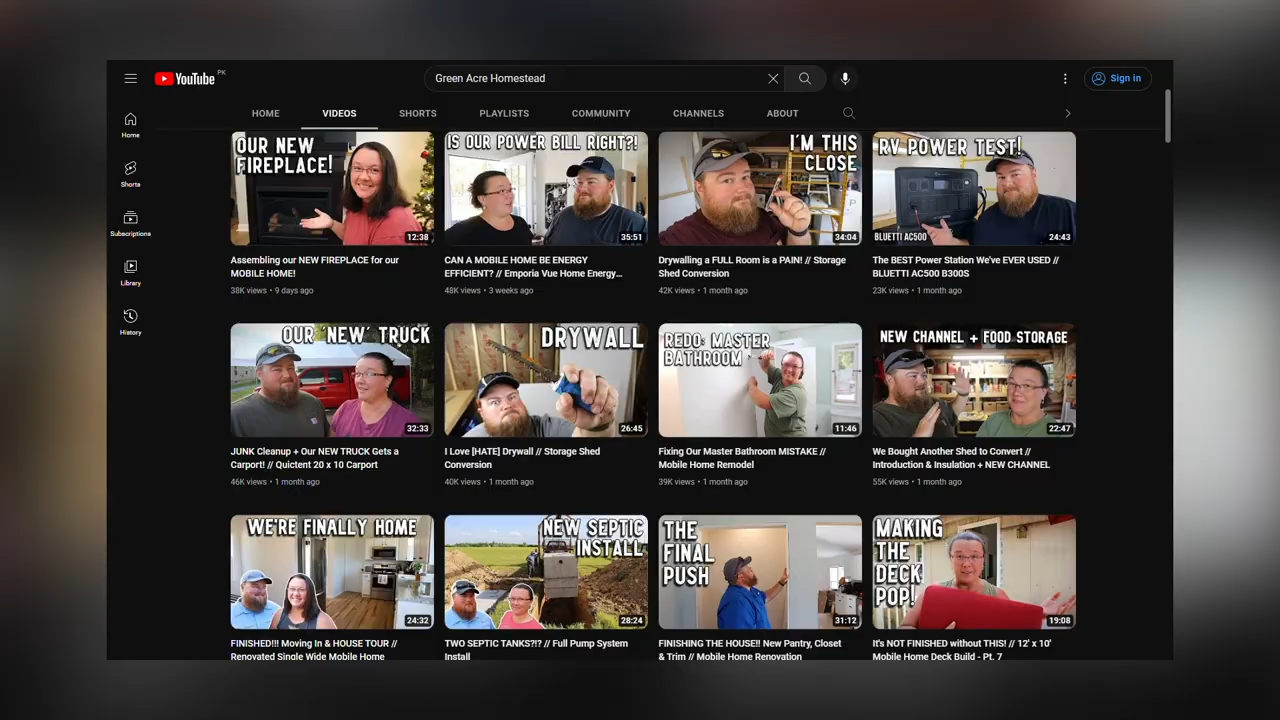 YouTube PK
Green Acre Homestead
Sign in
HOME
VIDEOS
SHORTS
PLAYLISTS
COMMUNITY
CHANNELS
ABOUT
Home
Shorts
Subscriptions
Library
History
OUR NEW
FIREPLACE!
12:38
IS OUR POWER BILL RIGHT?!
35:51
I'M THIS
CLOSE
34:04
RV POWER TEST!
BLUETTI AC500
24:43
Assembling our NEW FIREPLACE for our
MOBILE HOME!
38K views • 9 days ago
CAN A MOBILE HOME BE ENERGY
EFFICIENT? // Emporia Vue Home Energy...
48K views • 3 weeks ago
Drywalling a FULL Room is a PAIN! // Storage
Shed Conversion
42K views • 1 month ago
The BEST Power Station We've EVER USED //
BLUETTI AC500 B300S
23K views • 1 month ago
OUR 'NEW' TRUCK
32:33
DRYWALL
26:45
REDO: MASTER
BATHROOM
11:46
NEW CHANNEL + FOOD STORAGE
22:47
JUNK Cleanup + Our NEW TRUCK Gets a
Carport! // Quictent 20 x 10 Carport
46K views • 1 month ago
I Love [HATE] Drywall // Storage Shed
Conversion
40K views • 1 month ago
Fixing Our Master Bathroom MISTAKE //
Mobile Home Remodel
39K views • 1 month ago
We Bought Another Shed to Convert //
Introduction & Insulation + NEW CHANNEL
55K views • 1 month ago
WE'RE FINALLY HOME
24:32
NEW SEPTIC
INSTALL
28:24
THE
FINAL
PUSH
31:12
MAKING
THE
DECK
POP!
19:08
FINISHED!!! Moving In & HOUSE TOUR //
Renovated Single Wide Mobile Home
TWO SEPTIC TANKS?!? // Full Pump System
Install
FINISHING THE HOUSE!! New Pantry, Closet
& Trim // Mobile Home Renovation
It's NOT FINISHED without THIS! // 12' x 10'
Mobile Home Deck Build - Pt. 7